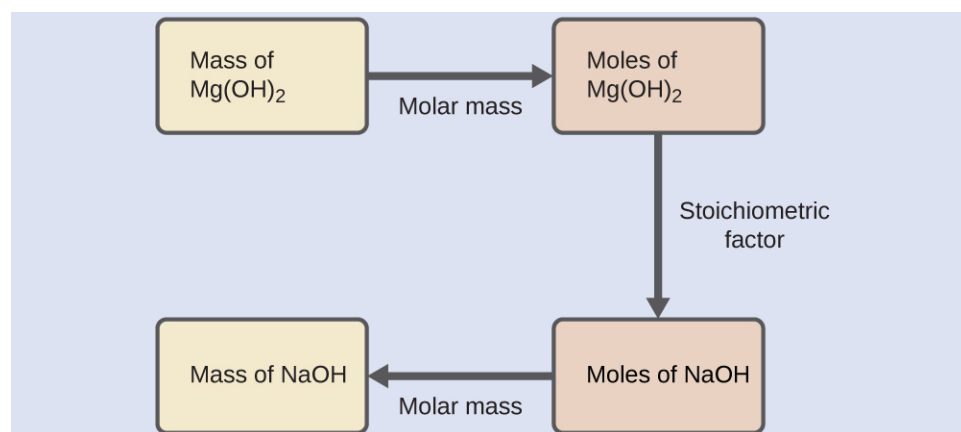 Mass of
Mg(OH)₂
Molar mass
Moles of
Mg(OH)₂
Stoichiometric
factor
Mass of NaOH
Molar mass
Moles of NaOH